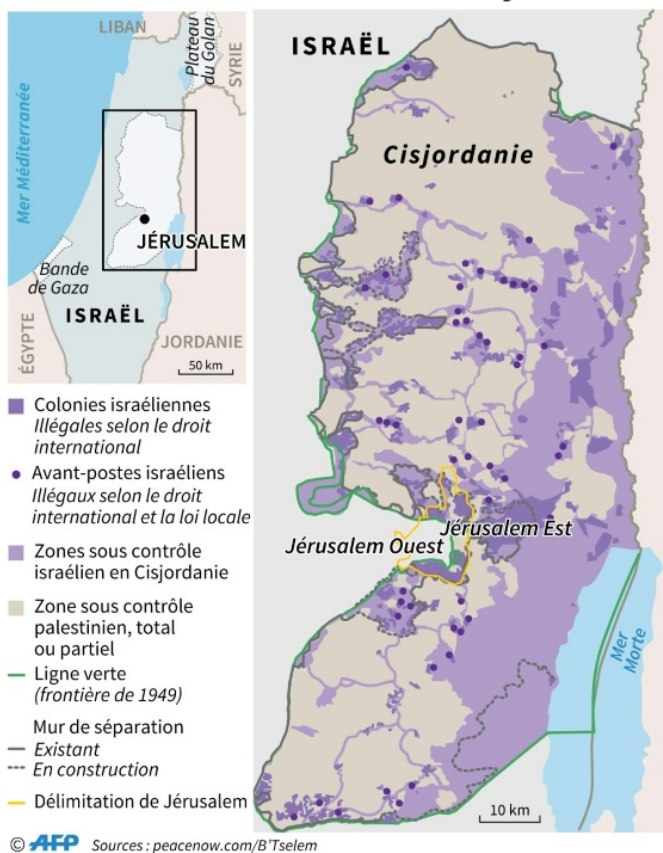 LIBAN
Plateau
du Golan
SYRIE
Mer Méditerranée
JÉRUSALEM
Bande
de Gaza
ISRAËL
ÉGYPTE
JORDANIE
50 km
Colonies israéliennes
Illégales selon le droit
international
Avant-postes israéliens
Illégaux selon le droit
international et la loi locale
Zones sous contrôle
israélien en Cisjordanie
Zone sous contrôle
palestinien, total
ou partiel
Ligne verte
(frontière de 1949)
Mur de séparation
Existant
En construction
Délimitation de Jérusalem
ISRAËL
Cisjordanie
Jérusalem Est
Jérusalem Ouest
Mer
Morte
10 km
© AFP Sources : peacenow.com/B'Tselem